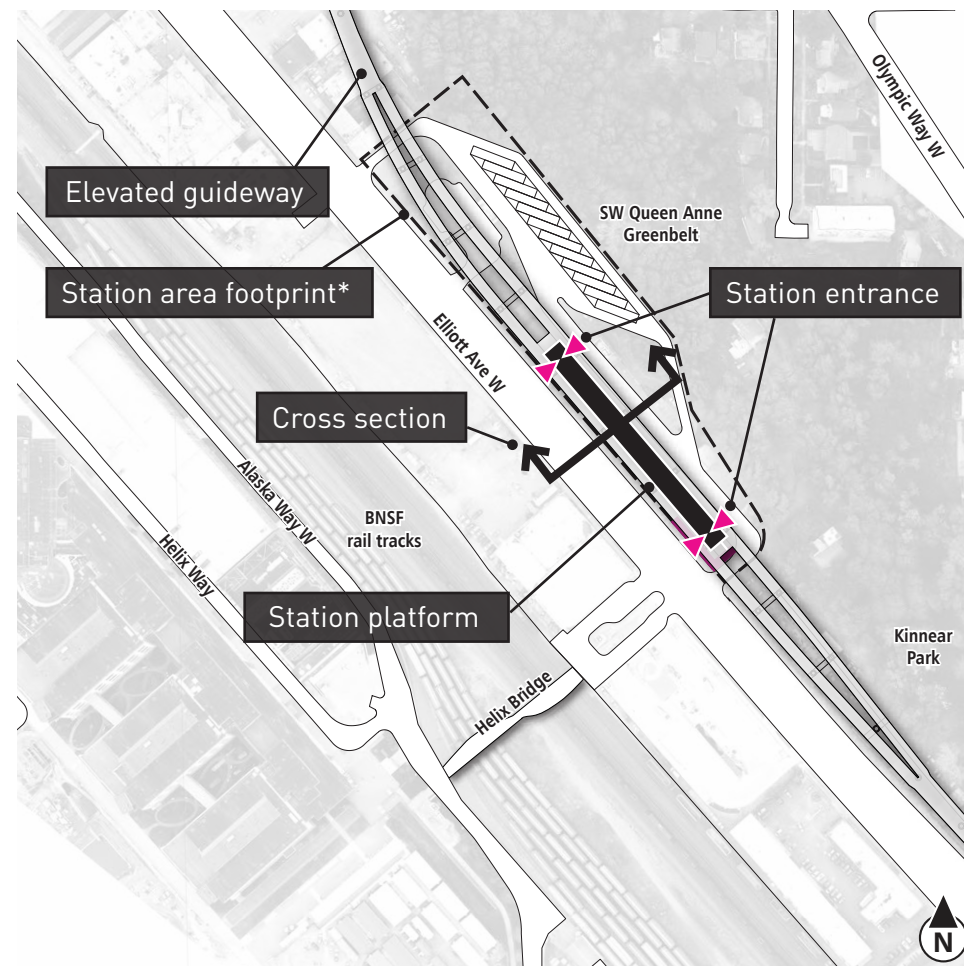 Olympic Way W
Elevated guideway
SW Queen Anne
Greenbelt
Station area footprint*
Station entrance
Elliott Ave W
Cross section
Alaska Way W
BNSF
rail tracks
Helix Way
Station platform
Kinnear
Park
Helix Bridge
N